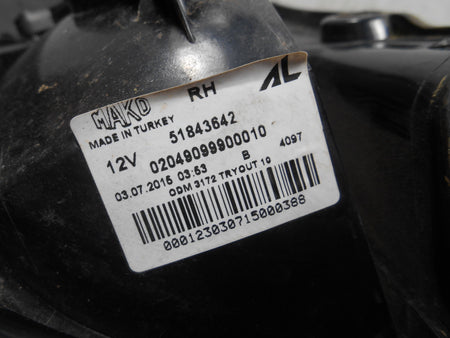 MAKO RH AL
MADE IN TURKEY 51843642
12V 02049099900010
03.07.2015 03:53 B 4097
ODM 3172 TRYOUT 19
000123030715000388